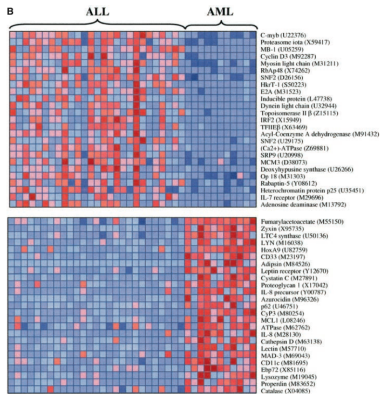 B
ALL
AML
C-myb (U22376)
Proteasome iota (X59417)
MB-1 (U05259)
Cyclin D3 (M92287)
Myosin light chain (M31211)
RbAp48 (X74262)
SNF2 (D26156)
HkrT-1 (S50223)
E2A (M31523)
Inducible protein (L47738)
Dynein light chain (U32944)
Topoisomerase II β (Z15115)
IRF2 (X15949)
TFIIEβ (X63469)
Acyl-Coenzyme A dehydrogenase (M91432)
SNF2 (U29175)
(Ca2+)-ATPase (Z69881)
SRP9 (U20998)
MCM3 (D38073)
Deoxyhypusine synthase (U26266)
Op 18 (M31303)
Rabaptin-5 (Y08612)
Heterochromatin protein p25 (U35451)
IL-7 receptor (M29696)
Adenosine deaminase (M13792)
Fumarylacetoacetate (M55150)
Zyxin (X95735)
LTC4 synthase (U50136)
LYN (M16038)
HoxA9 (U82759)
CD33 (M23197)
Adipsin (M84526)
Leptin receptor (Y12670)
Cystatin C (M27891)
Proteoglycan 1 (X17042)
IL-8 precursor (Y00787)
Azurocidin (M96326)
p62 (U46751)
CyP3 (M80254)
MCL1 (L08246)
ATPase (M62762)
IL-8 (M28130)
Cathepsin D (M63138)
Lectin (M57710)
MAD-3 (M69043)
CD11c (M81695)
Ebp72 (X85116)
Lysozyme (M19045)
Properdin (M83652)
Catalase (X04085)